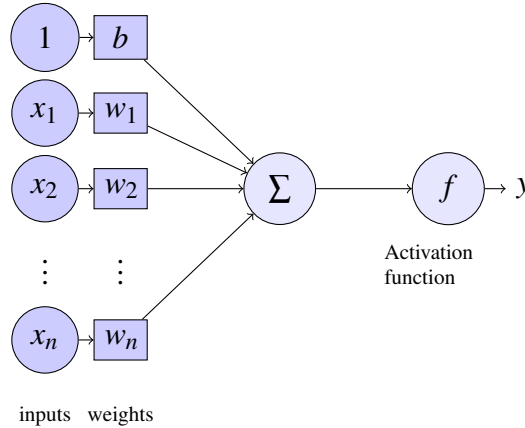 1 b
x₁ w₁
x₂ w₂ Σ f y
⋮ ⋮
Activation
function
xₙ wₙ
inputs weights